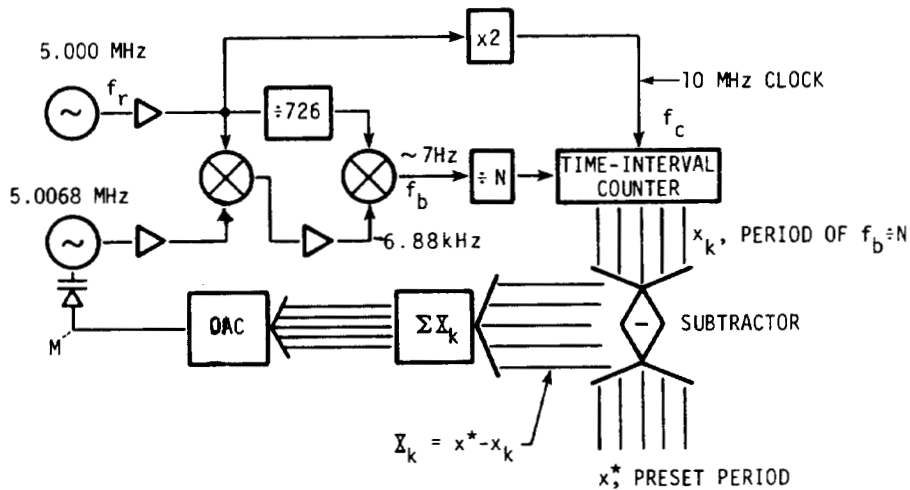 5.000 MHz
f_r
x2
10 MHz CLOCK
÷726
f_c
~7Hz
f_b
÷ N
TIME-INTERVAL
COUNTER
5.0068 MHz
~6.88kHz
x_k, PERIOD OF f_b÷N
M
DAC
Σ X_k
−
SUBTRACTOR
X_k = x*-x_k
x*, PRESET PERIOD